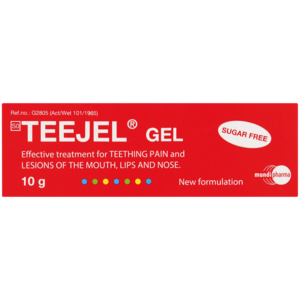 Ref.no.: G2805 (Act/Wet 101/1965)
S0 TEEJEL® GEL
SUGAR FREE
Effective treatment for TEETHING PAIN and
LESIONS OF THE MOUTH, LIPS AND NOSE.
10 g
New formulation
mundipharma